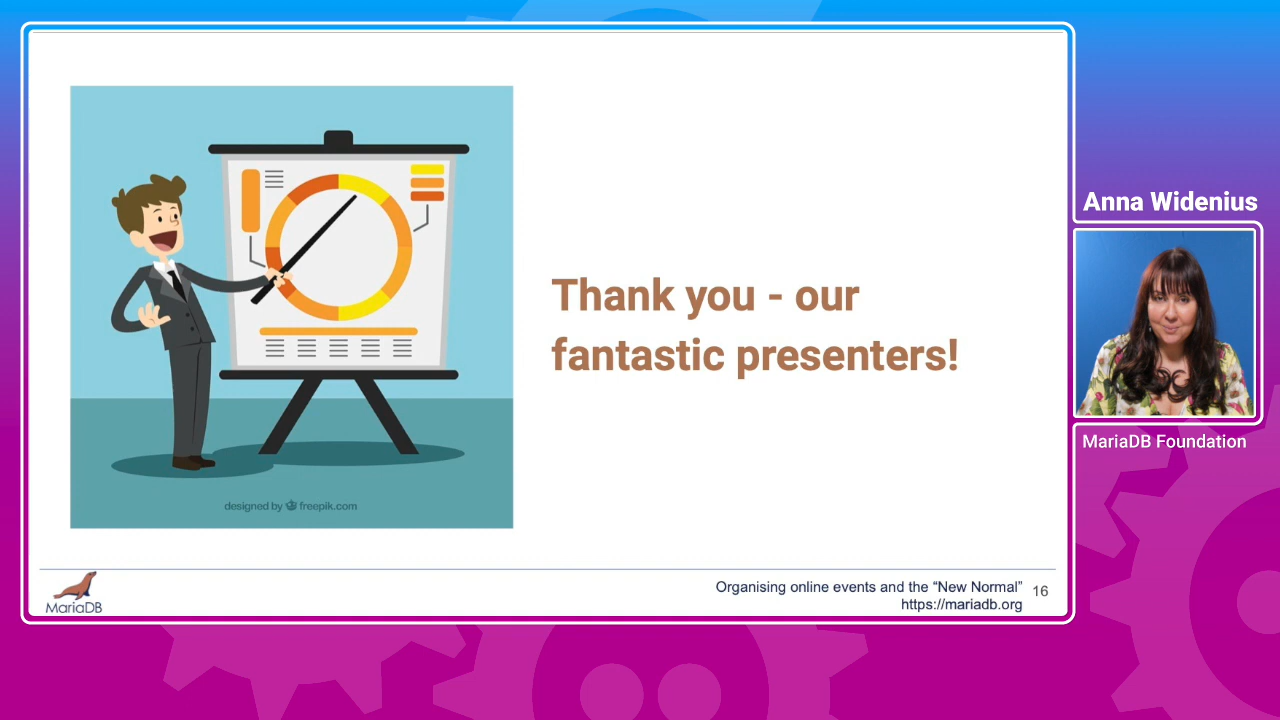 Thank you - our
fantastic presenters!
designed by freepik.com
MariaDB
Organising online events and the “New Normal”
https://mariadb.org
16
Anna Widenius
MariaDB Foundation